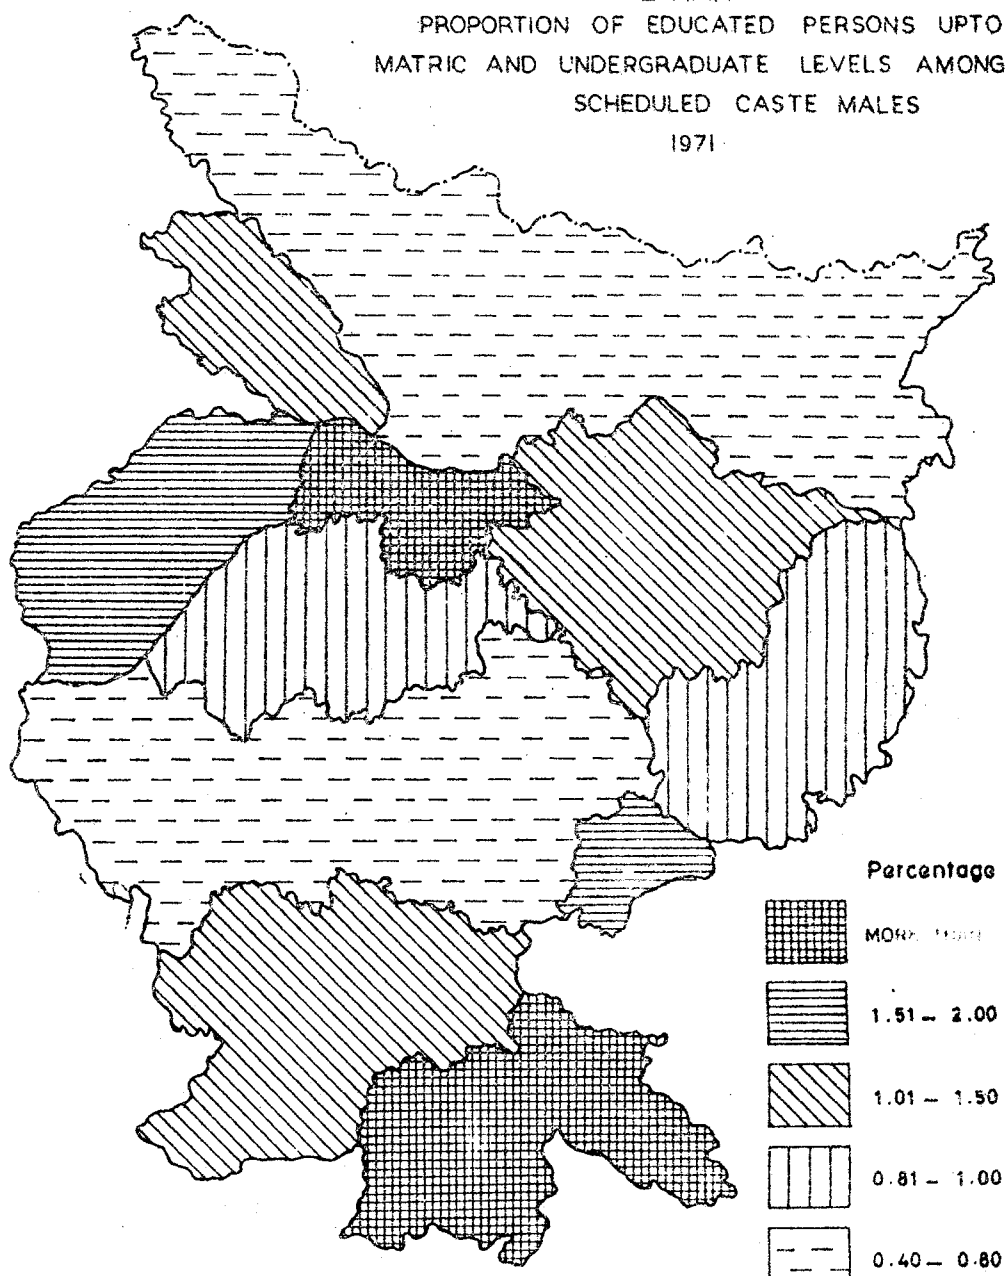 PROPORTION OF EDUCATED PERSONS UPTO
MATRIC AND UNDERGRADUATE LEVELS AMONG
SCHEDULED CASTE MALES
1971
Percentage
MORE THAN
1.51 – 2.00
1.01 – 1.50
0.81 – 1.00
0.40 – 0.80